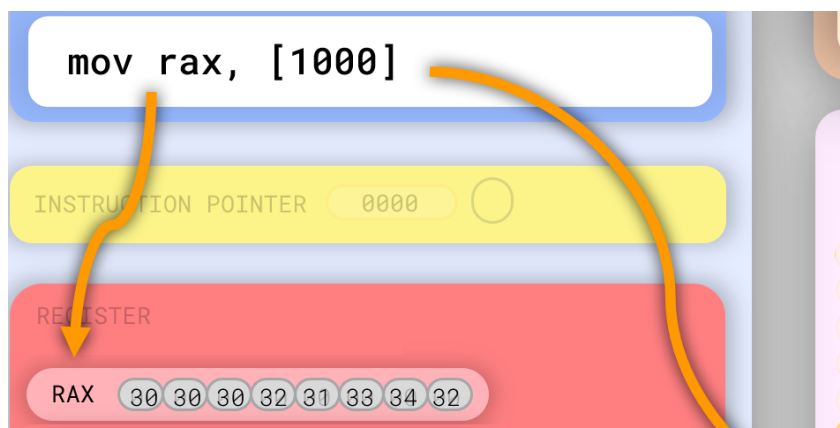 mov rax, [1000]
INSTRUCTION POINTER 0000
REGISTER
RAX 30 30 30 32 31 33 34 32